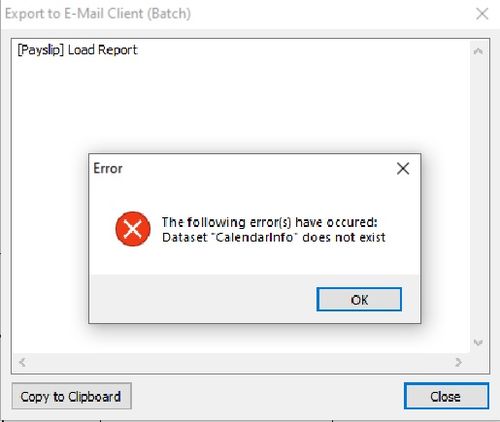 Export to E-Mail Client (Batch)
[Payslip] Load Report
Error
The following error(s) have occured:
Dataset "CalendarInfo" does not exist
OK
Copy to Clipboard
Close